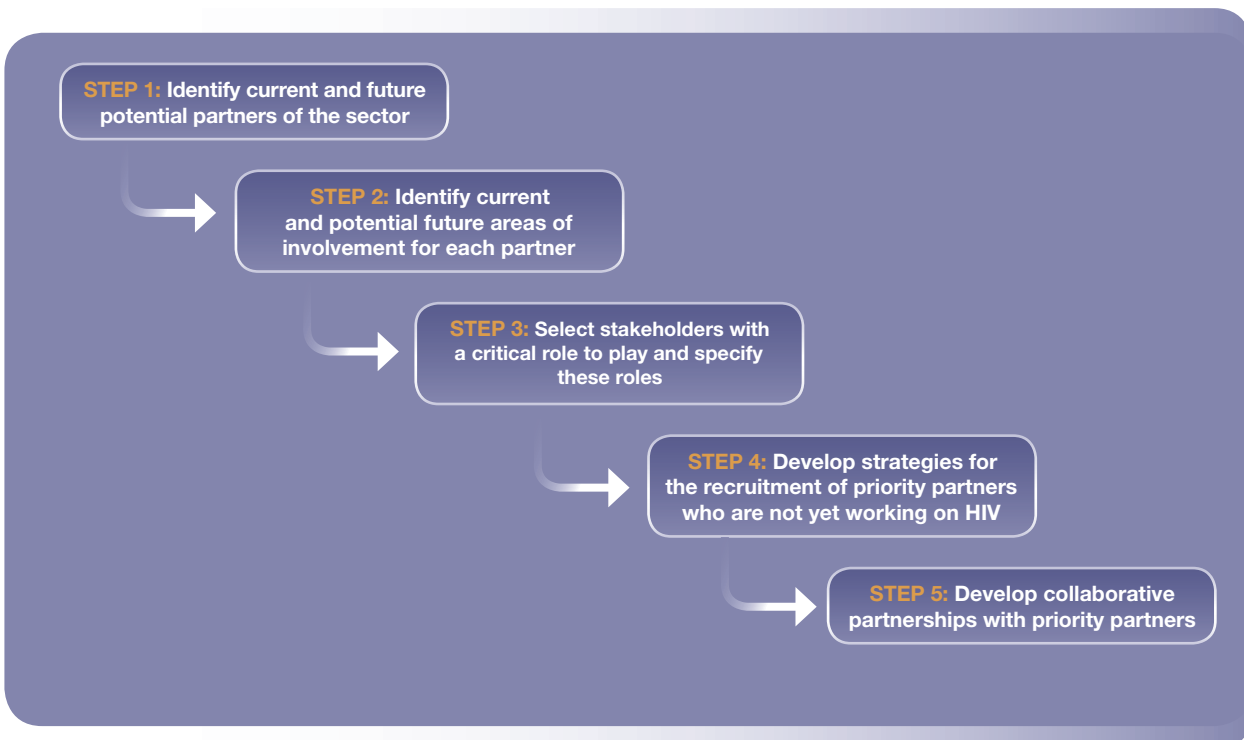 STEP 1: Identify current and future
potential partners of the sector
STEP 2: Identify current
and potential future areas of
involvement for each partner
STEP 3: Select stakeholders with
a critical role to play and specify
these roles
STEP 4: Develop strategies for
the recruitment of priority partners
who are not yet working on HIV
STEP 5: Develop collaborative
partnerships with priority partners